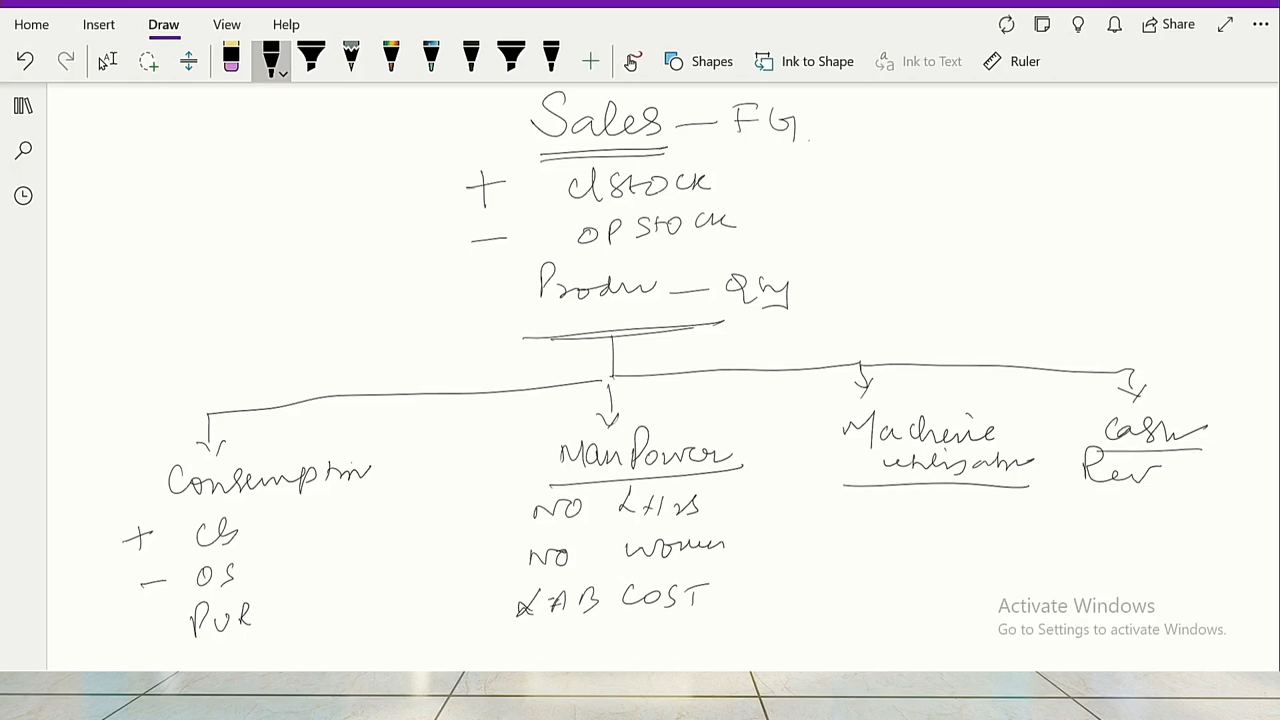 Home Insert Draw View Help Share
Shapes Ink to Shape Ink to Text Ruler
Sales — FG
+ Cl STOCK
— OP STOCK
Produ — Qty
Consumption
+ CS
— OS
PUR
Man Power
NO LHrs
NO Women
LAB COST
Machine
utilisation
Cash
Rev
Activate Windows
Go to Settings to activate Windows.